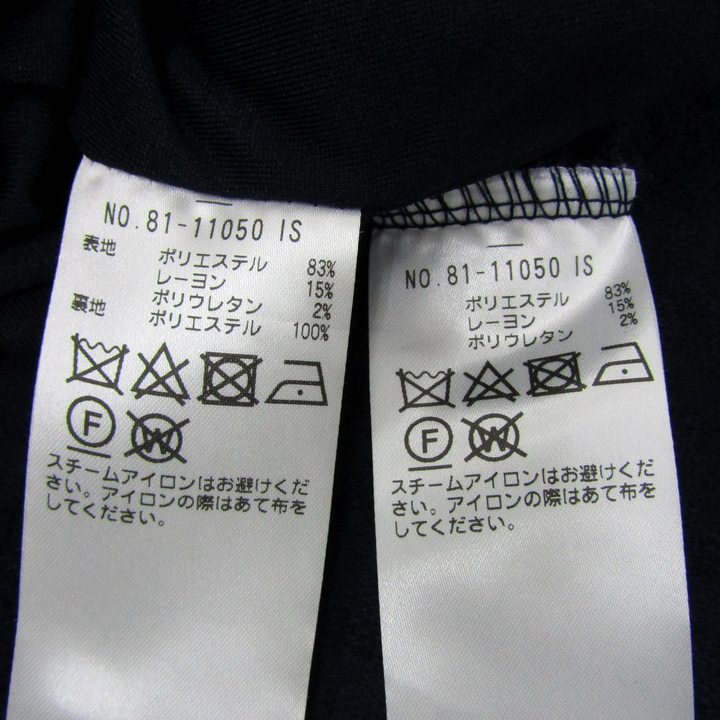 NO.81-11050 IS
表地 ポリエステル 83%
レーヨン 15%
ポリウレタン 2%
裏地 ポリエステル 100%
F W
スチームアイロンはお避けくだ
さい。アイロンの際はあて布を
してください。
NO.81-11050 IS
ポリエステル 83%
レーヨン 15%
ポリウレタン 2%
F W
スチームアイロンはお避けくだ
さい。アイロンの際はあて布を
してください。